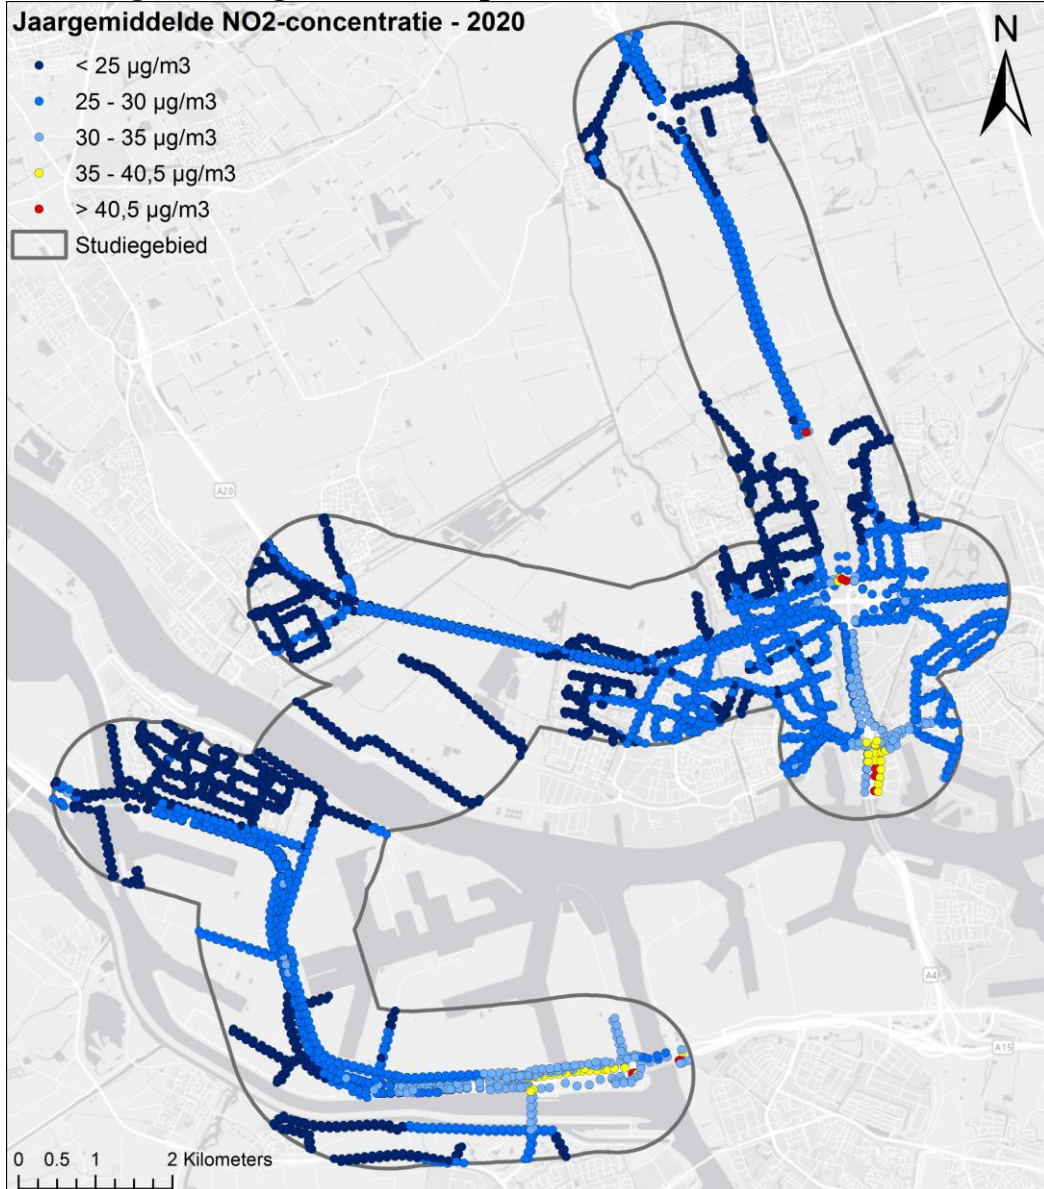 Jaargemiddelde NO2-concentratie - 2020
< 25 µg/m3
25 - 30 µg/m3
30 - 35 µg/m3
35 - 40,5 µg/m3
> 40,5 µg/m3
Studiegebied
N
A20
A4
A15
0 0.5 1 2 Kilometers